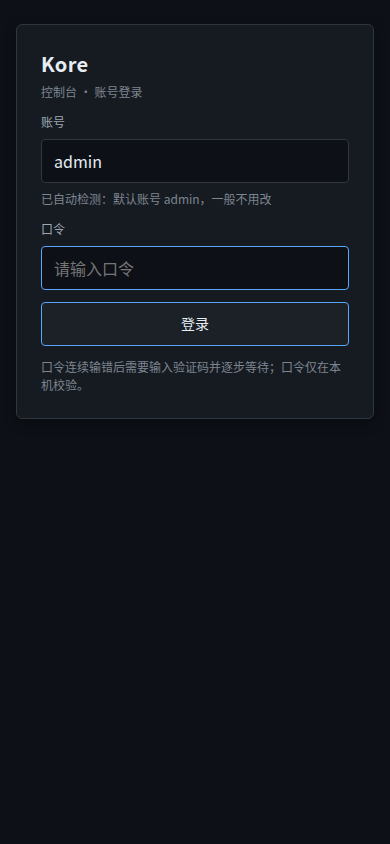 Kore
控制台 · 账号登录
账号
admin
已自动检测：默认账号 admin，一般不用改
口令
请输入口令
登录
口令连续输错后需要输入验证码并逐步等待；口令仅在本
机校验。